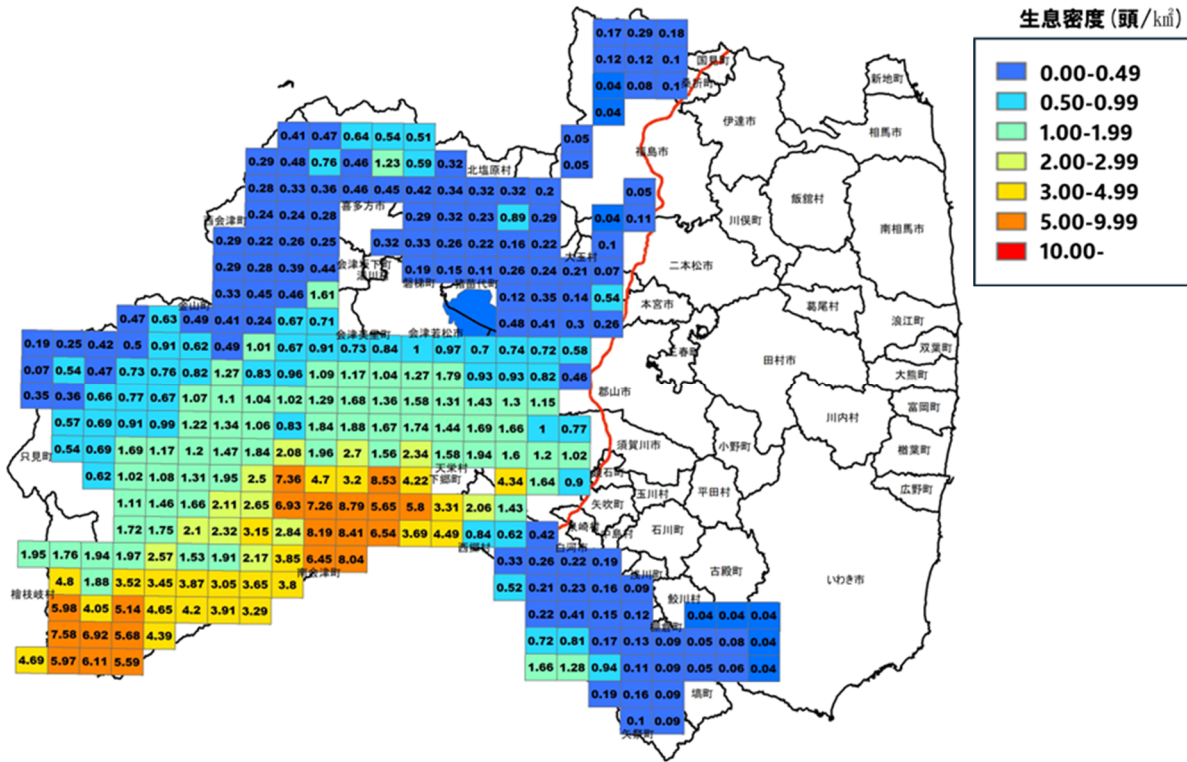 生息密度(頭/㎢)
0.00-0.49
0.50-0.99
1.00-1.99
2.00-2.99
3.00-4.99
5.00-9.99
10.00-
0.17 0.29 0.18
0.12 0.12 0.1 国見町
0.04 0.08 0.1 桑折町 新地町
0.04
伊達市
0.41 0.47 0.64 0.54 0.51 0.05 福島市 相馬市
0.29 0.48 0.76 0.46 1.23 0.59 0.32 北塩原村 0.05
0.28 0.33 0.36 0.46 0.45 0.42 0.34 0.32 0.32 0.2 0.05 飯舘村
喜多方市
西会津町 0.24 0.24 0.28 0.29 0.32 0.23 0.89 0.29 0.04 0.11 川俣町 南相馬市
0.29 0.22 0.26 0.25 0.32 0.33 0.26 0.22 0.16 0.22 0.1
大玉村
会津坂下町 二本松市
湯川村
0.29 0.28 0.39 0.44 0.19 0.15 0.11 0.26 0.24 0.21 0.07
磐梯町 猪苗代町
0.33 0.45 0.46 1.61 0.12 0.35 0.14 0.54 本宮市 葛尾村
金山町
0.47 0.63 0.49 0.41 0.24 0.67 0.71 0.48 0.41 0.3 0.26 浪江町
会津美里町 会津若松市
0.19 0.25 0.42 0.5 0.91 0.62 0.49 1.01 0.67 0.91 0.73 0.84 1 0.97 0.7 0.74 0.72 0.58 三春町 田村市 双葉町
0.07 0.54 0.47 0.73 0.76 0.82 1.27 0.83 0.96 1.09 1.17 1.04 1.27 1.79 0.93 0.93 0.82 0.46 大熊町
郡山市
0.35 0.36 0.66 0.77 0.67 1.07 1.1 1.04 1.02 1.29 1.68 1.36 1.58 1.31 1.43 1.3 1.15 富岡町
川内村
0.57 0.69 0.91 0.99 1.22 1.34 1.06 0.83 1.84 1.88 1.67 1.74 1.44 1.69 1.66 1 0.77
須賀川市 小野町
只見町 0.54 0.69 1.69 1.17 1.2 1.47 1.84 2.08 1.96 2.7 1.56 2.34 1.58 1.94 1.6 1.2 1.02 楢葉町
天栄村
0.62 1.02 1.08 1.31 1.95 2.5 7.36 4.7 3.2 8.53 4.22 下郷町 4.34 1.64 0.9
玉川村 平田村 広野町
1.11 1.46 1.66 2.11 2.65 6.93 7.26 8.79 5.65 5.8 3.31 2.06 1.43 矢吹町
1.72 1.75 2.1 2.32 3.15 2.84 8.19 8.41 6.54 3.69 4.49 0.84 0.62 0.42 中島村 石川町
西郷村 白河市
1.95 1.76 1.94 1.97 2.57 1.53 1.91 2.17 3.85 6.45 8.04 0.33 0.26 0.22 0.19
南会津町 浅川町 古殿町
4.8 1.88 3.52 3.45 3.87 3.05 3.65 3.8 0.52 0.21 0.23 0.16 0.09 いわき市
檜枝岐村 鮫川村
5.98 4.05 5.14 4.65 4.2 3.91 3.29 0.22 0.41 0.15 0.12 0.04 0.04 0.04
棚倉町
7.58 6.92 5.68 4.39 0.72 0.81 0.17 0.13 0.09 0.05 0.08 0.04
4.69 5.97 6.11 5.59 1.66 1.28 0.94 0.11 0.09 0.05 0.06 0.04
0.19 0.16 0.09 塙町
0.1 0.09
矢祭町